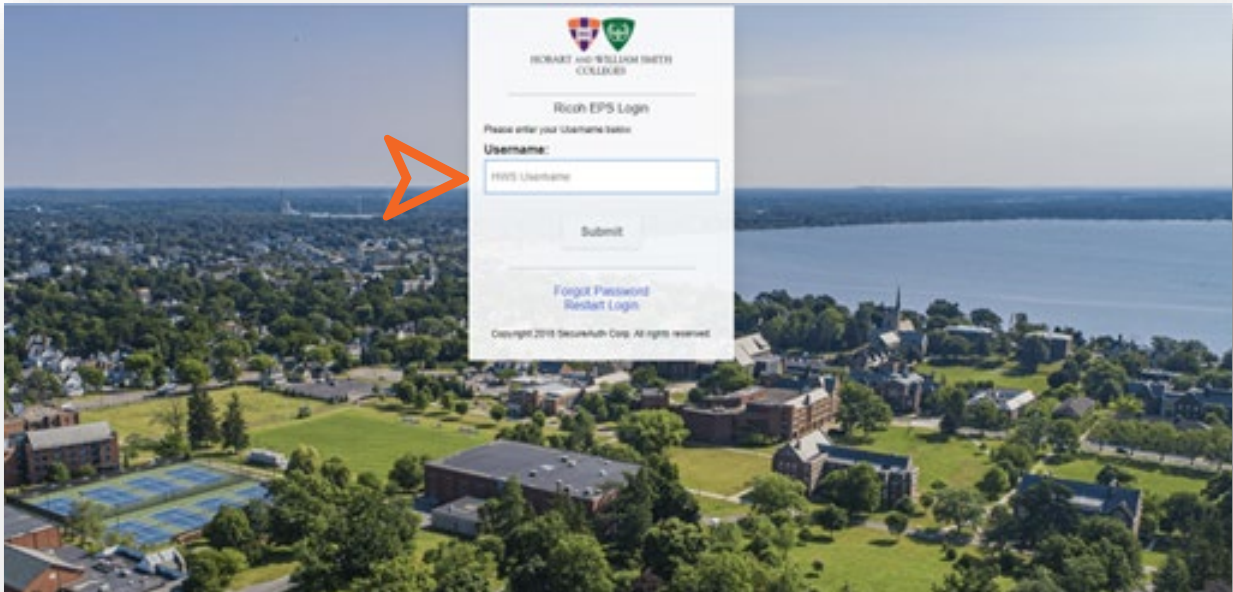 HOBART AND WILLIAM SMITH
COLLEGES
Ricoh EPS Login
Please enter your Username below
Username:
HWS Username
Submit
Forgot Password
Restart Login
Copyright 2018 SecureAuth Corp. All rights reserved.